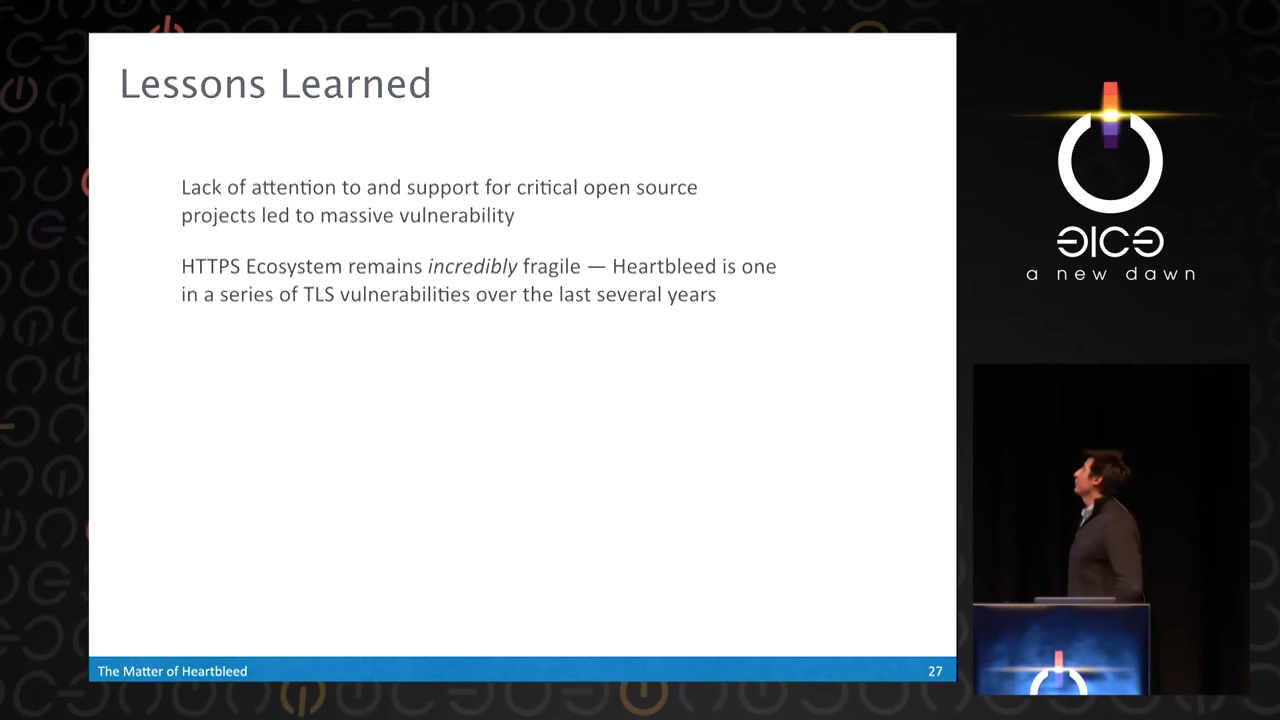 Lessons Learned
Lack of attention to and support for critical open source
projects led to massive vulnerability
HTTPS Ecosystem remains incredibly fragile — Heartbleed is one
in a series of TLS vulnerabilities over the last several years
The Matter of Heartbleed
27
a new dawn